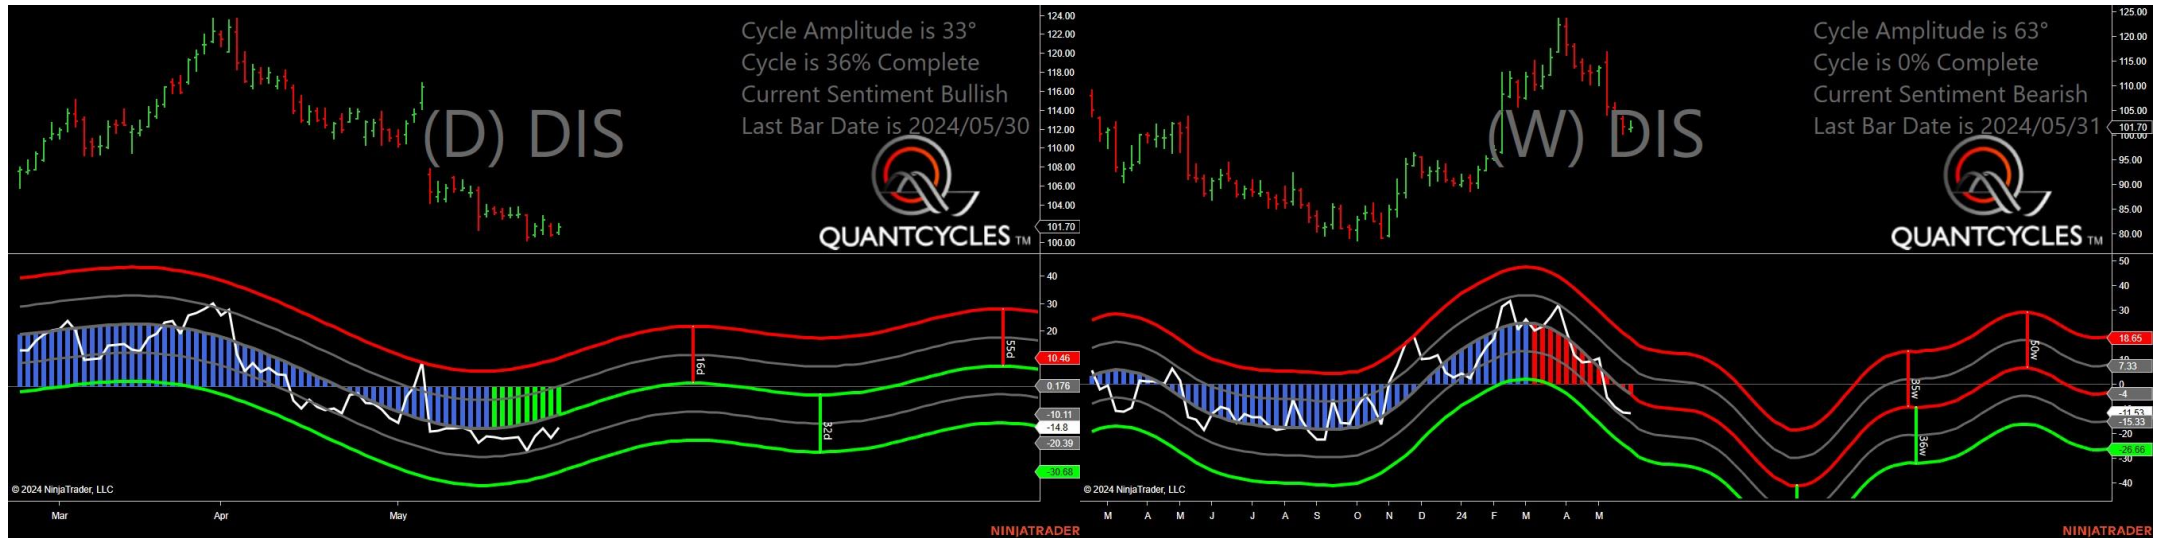 Cycle Amplitude is 33°
Cycle is 36% Complete
Current Sentiment Bullish
Last Bar Date is 2024/05/30
(D) DIS
QUANTCYCLES TM
124.00
122.00
120.00
118.00
116.00
114.00
112.00
110.00
108.00
106.00
104.00
101.70
100.00
40
30
20
10.46
0.176
-10.11
-14.8
-20.39
-30.68
16d
32d
55d
© 2024 NinjaTrader, LLC
Mar Apr May
NINJATRADER
Cycle Amplitude is 63°
Cycle is 0% Complete
Current Sentiment Bearish
Last Bar Date is 2024/05/31
(W) DIS
QUANTCYCLES TM
125.00
120.00
115.00
110.00
105.00
101.70
100.00
95.00
90.00
85.00
80.00
50
40
30
18.65
10
7.33
0
-4
-11.53
-15.33
-20
-26.66
-30
-40
35w
36w
50w
© 2024 NinjaTrader, LLC
M A M J J A S O N D 24 F M A M
NINJATRADER